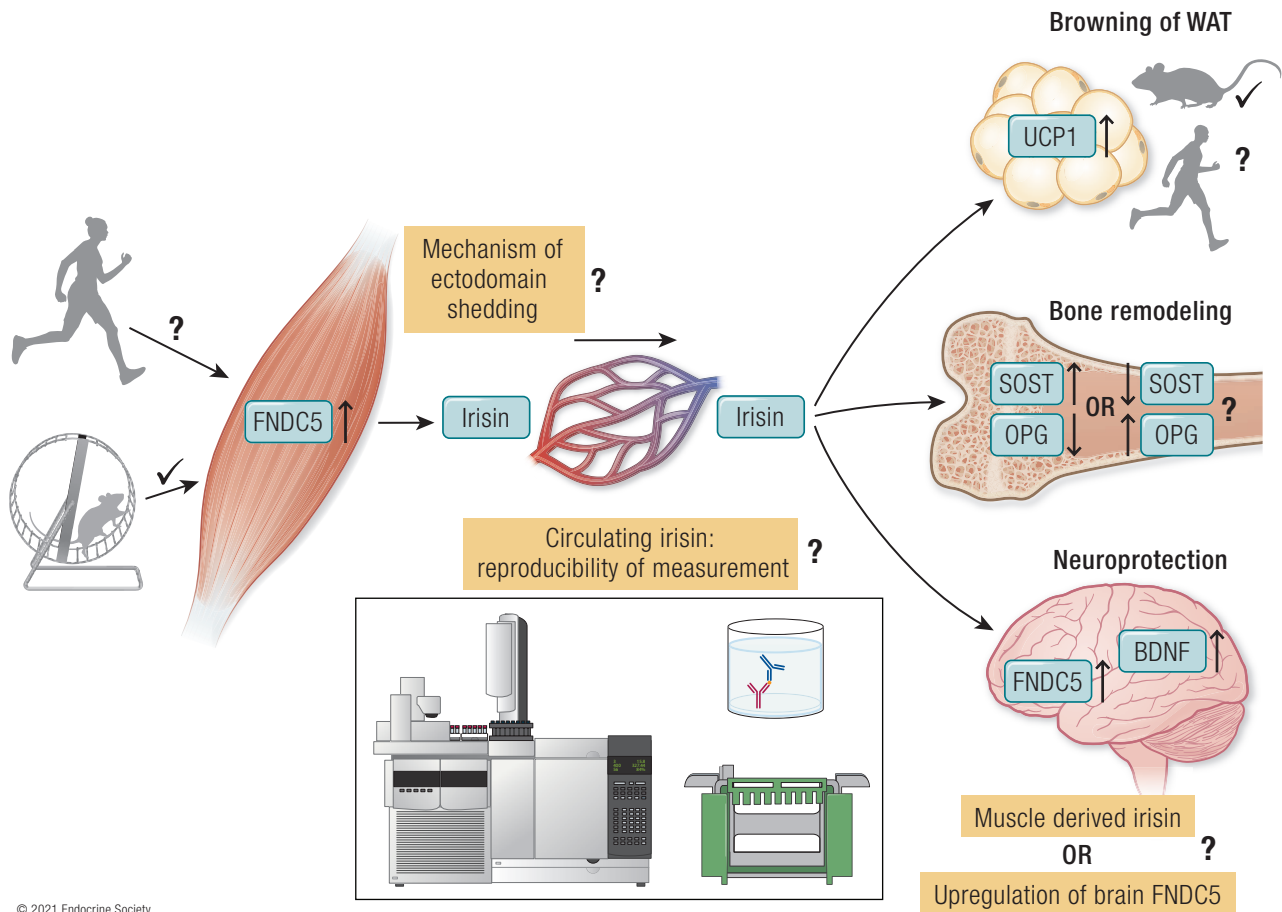 Browning of WAT
UCP1
?
Mechanism of
ectodomain
shedding
?
?
FNDC5
Irisin
Irisin
Bone remodeling
SOST
SOST
OR
OPG
OPG
?
Circulating irisin:
reproducibility of measurement
?
Neuroprotection
BDNF
FNDC5
Muscle derived irisin
OR
?
Upregulation of brain FNDC5
© 2021 Endocrine Society